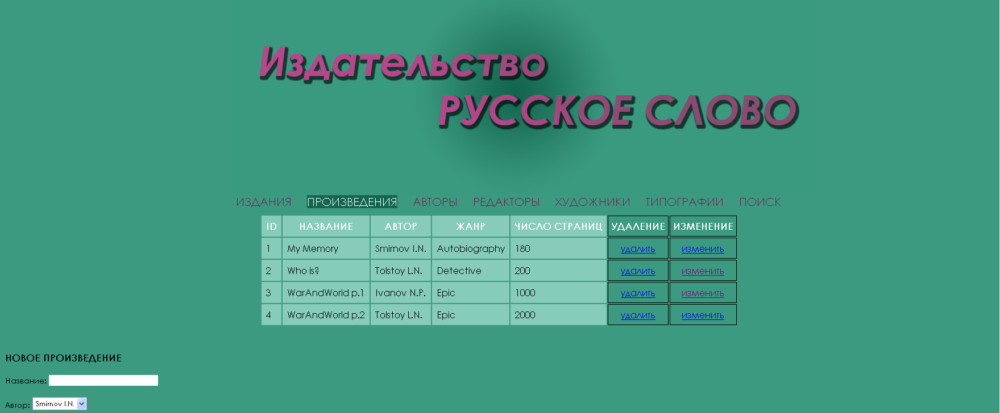 Издательство
РУССКОЕ СЛОВО
ИЗДАНИЯ ПРОИЗВЕДЕНИЯ АВТОРЫ РЕДАКТОРЫ ХУДОЖНИКИ ТИПОГРАФИИ ПОИСК
ID НАЗВАНИЕ АВТОР ЖАНР ЧИСЛО СТРАНИЦ УДАЛЕНИЕ ИЗМЕНЕНИЕ
1 My Memory Smirnov I.N. Autobiography 180 удалить изменить
2 Who is? Tolstoy L.N. Detective 200 удалить изменить
3 WarAndWorld p.1 Ivanov N.P. Epic 1000 удалить изменить
4 WarAndWorld p.2 Tolstoy L.N. Epic 2000 удалить изменить
НОВОЕ ПРОИЗВЕДЕНИЕ
Название:
Автор: Smirnov I.N.